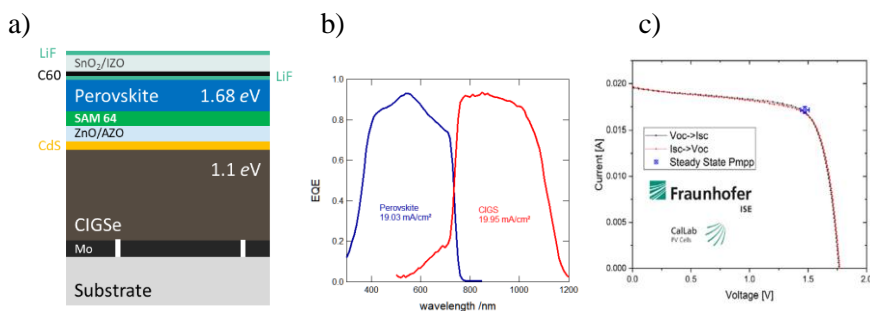 a)
LiF
SnO2/IZO
C60
LiF
Perovskite 1.68 eV
SAM 64
ZnO/AZO
CdS
1.1 eV
CIGSe
Mo
Substrate
b)
EQE
1.0
0.8
0.6
0.4
0.2
0.0
Perovskite
19.03 mA/cm²
CIGS
19.95 mA/cm²
400 600 800 1000 1200
wavelength /nm
c)
Current [A]
0.020
0.015
0.010
0.005
0.000
Voc->Isc
Isc->Voc
Steady State Pmpp
Fraunhofer
ISE
CalLab
PV Cells
0.0 0.5 1.0 1.5 2.0
Voltage [V]